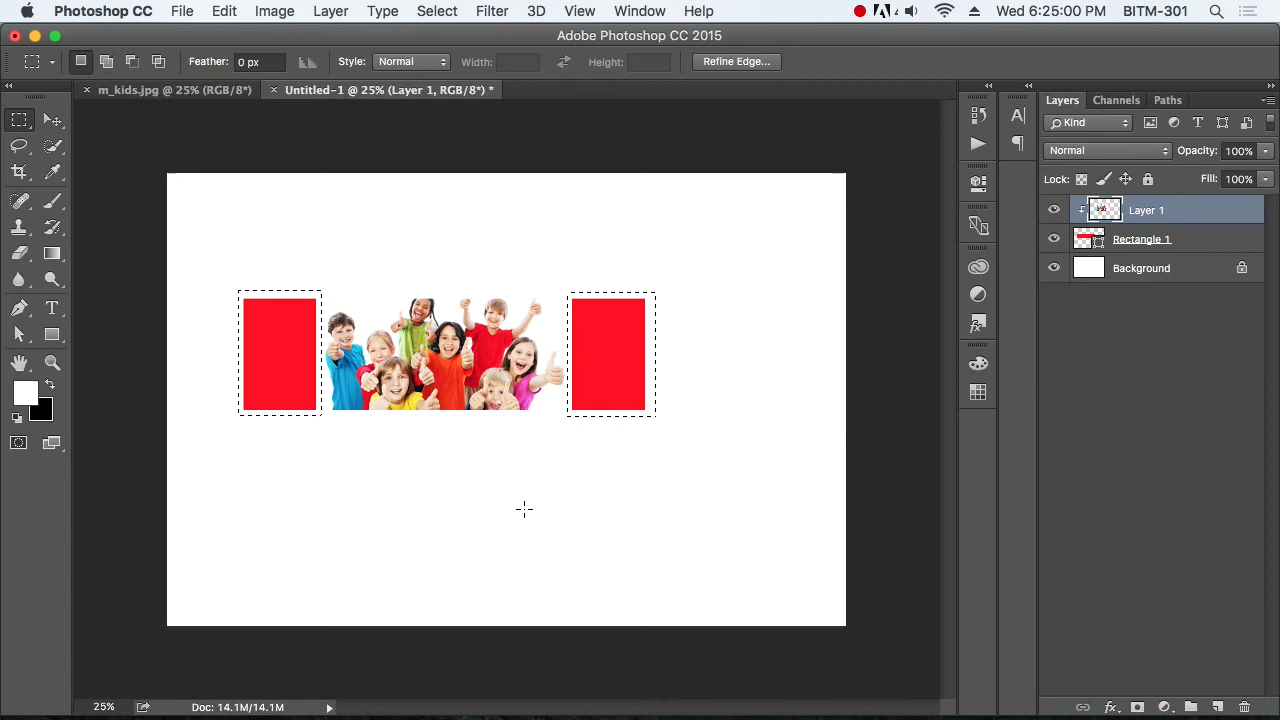 Photoshop CC File Edit Image Layer Type Select Filter 3D View Window Help 4 Wed 6:25:00 PM BITM-301
Adobe Photoshop CC 2015
Feather: 0 px Style: Normal Width: Height: Refine Edge...
m_kids.jpg @ 25% (RGB/8*) Untitled-1 @ 25% (Layer 1, RGB/8*) *
Layers Channels Paths
Kind
Normal Opacity: 100%
Lock: Fill: 100%
Layer 1
Rectangle 1
Background
25% Doc: 14.1M/14.1M